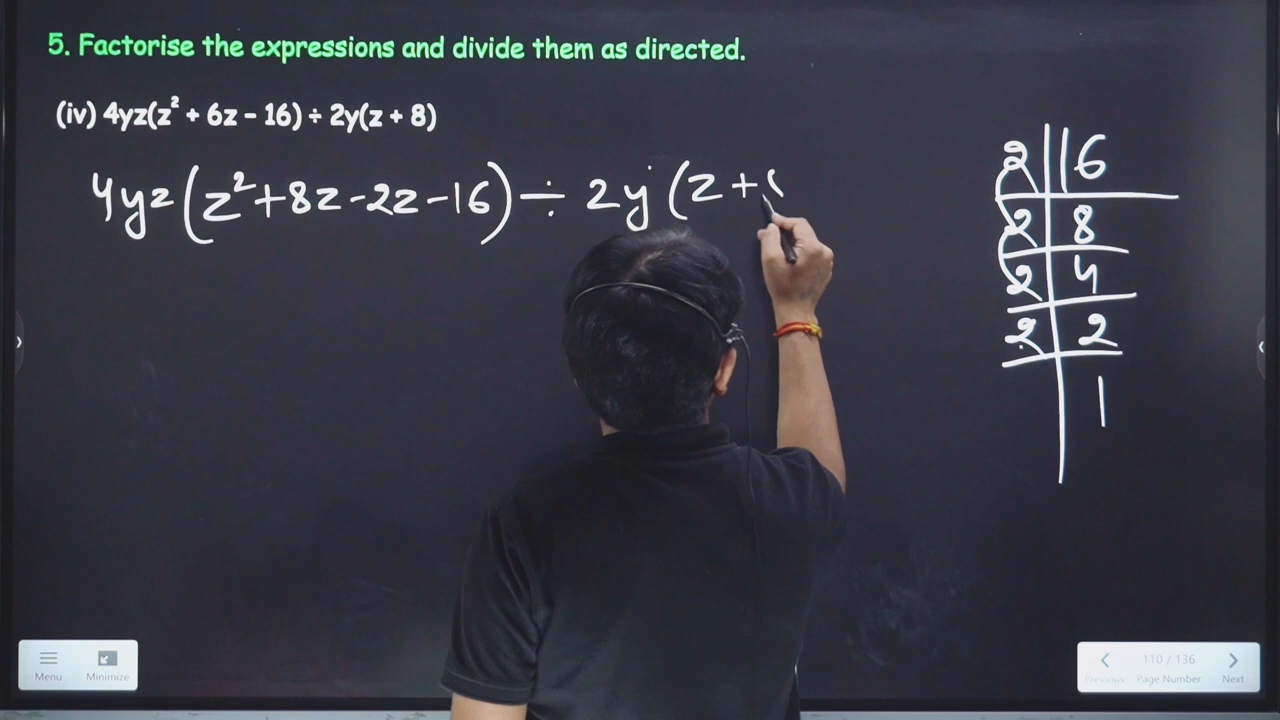 5. Factorise the expressions and divide them as directed.
(iv) 4yz(z² + 6z – 16) ÷ 2y(z + 8)
4yz(z²+8z-2z-16) ÷ 2y(z+
2 16
2 8
2 4
2 2
1
Menu
Minimize
Previous
110 / 136
Page Number
Next